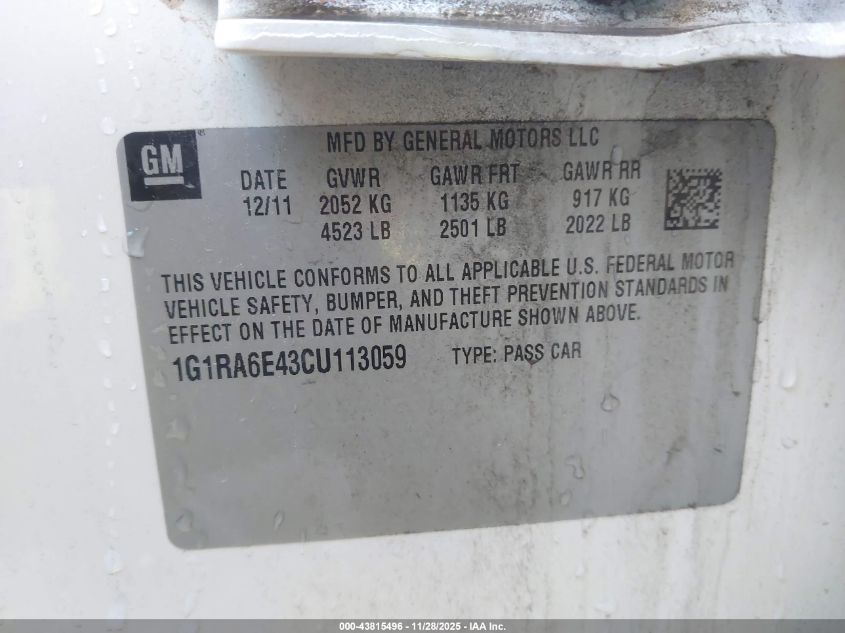 GM
MFD BY GENERAL MOTORS LLC
DATE GVWR GAWR FRT GAWR RR
12/11 2052 KG 1135 KG 917 KG
4523 LB 2501 LB 2022 LB
THIS VEHICLE CONFORMS TO ALL APPLICABLE U.S. FEDERAL MOTOR
VEHICLE SAFETY, BUMPER, AND THEFT PREVENTION STANDARDS IN
EFFECT ON THE DATE OF MANUFACTURE SHOWN ABOVE.
1G1RA6E43CU113059 TYPE: PASS CAR
000-43815496 - 11/28/2025 - IAA Inc.